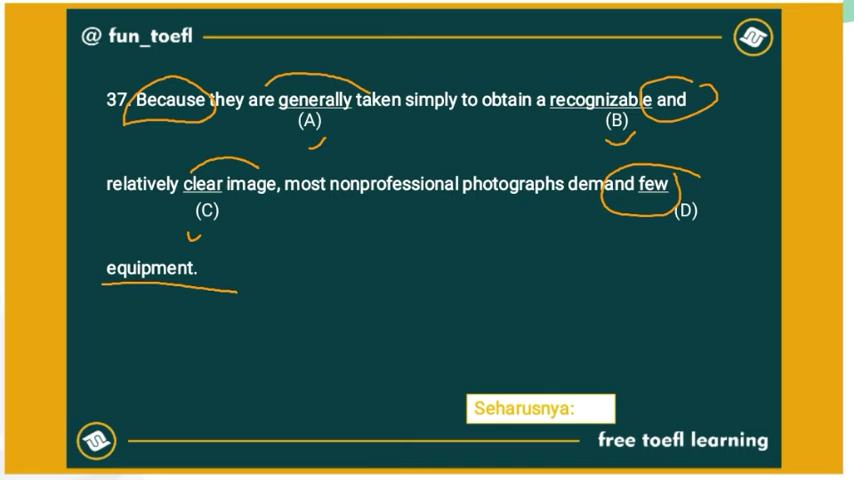 @ fun_toefl
37. Because they are generally taken simply to obtain a recognizable and
(A) (B)
relatively clear image, most nonprofessional photographs demand few
(C) (D)
equipment.
Seharusnya:
free toefl learning